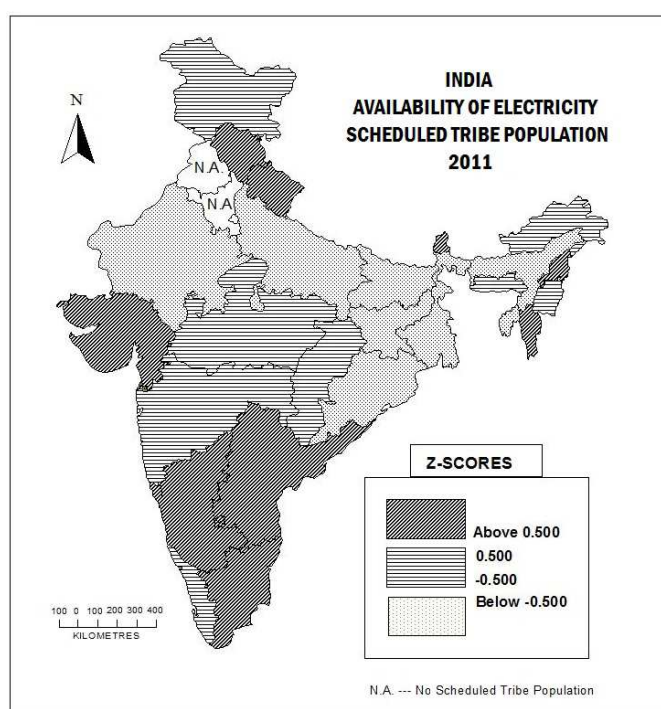 INDIA
AVAILABILITY OF ELECTRICITY
SCHEDULED TRIBE POPULATION
2011
N
N.A.
N.A
Z-SCORES
Above 0.500
0.500
-0.500
Below -0.500
100 0 100 200 300 400
KILOMETRES
N.A. --- No Scheduled Tribe Population